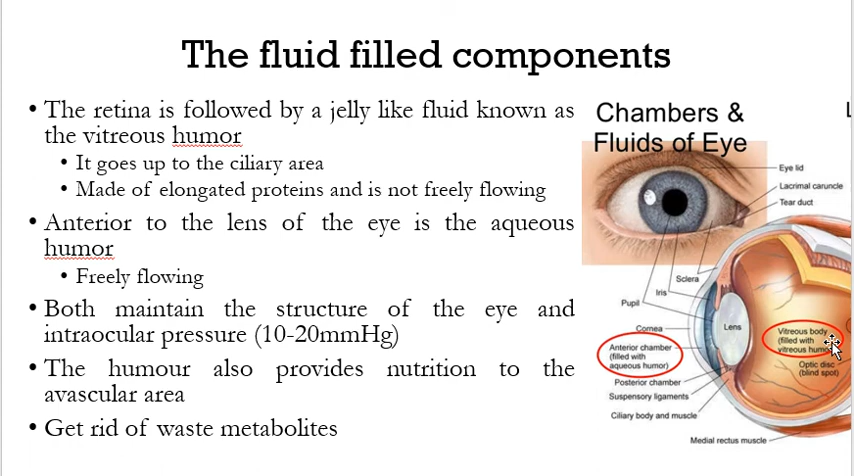 The fluid filled components
• The retina is followed by a jelly like fluid known as
the vitreous humor
• It goes up to the ciliary area
• Made of elongated proteins and is not freely flowing
• Anterior to the lens of the eye is the aqueous
humor
• Freely flowing
• Both maintain the structure of the eye and
intraocular pressure (10-20mmHg)
• The humour also provides nutrition to the
avascular area
• Get rid of waste metabolites
Chambers &
Fluids of Eye
Eye lid
Lacrimal caruncle
Tear duct
Sclera
Iris
Pupil
Cornea
Lens
Anterior chamber
(filled with
aqueous humor)
Vitreous body
(filled with
vitreous humor)
Optic disc
(blind spot)
Posterior chamber
Suspensory ligaments
Ciliary body and muscle
Medial rectus muscle